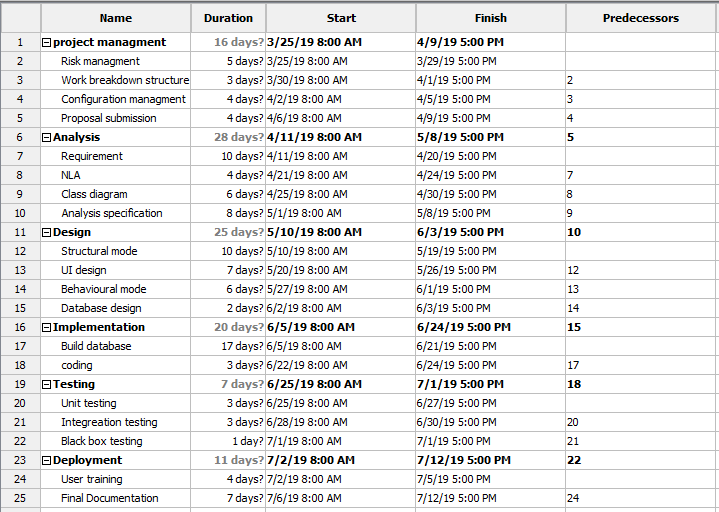 Name Duration Start Finish Predecessors
1 project managment 16 days? 3/25/19 8:00 AM 4/9/19 5:00 PM
2 Risk managment 5 days? 3/25/19 8:00 AM 3/29/19 5:00 PM
3 Work breakdown structure 3 days? 3/30/19 8:00 AM 4/1/19 5:00 PM 2
4 Configuration managment 4 days? 4/2/19 8:00 AM 4/5/19 5:00 PM 3
5 Proposal submission 4 days? 4/6/19 8:00 AM 4/9/19 5:00 PM 4
6 Analysis 28 days? 4/11/19 8:00 AM 5/8/19 5:00 PM 5
7 Requirement 10 days? 4/11/19 8:00 AM 4/20/19 5:00 PM
8 NLA 4 days? 4/21/19 8:00 AM 4/24/19 5:00 PM 7
9 Class diagram 6 days? 4/25/19 8:00 AM 4/30/19 5:00 PM 8
10 Analysis specification 8 days? 5/1/19 8:00 AM 5/8/19 5:00 PM 9
11 Design 25 days? 5/10/19 8:00 AM 6/3/19 5:00 PM 10
12 Structural mode 10 days? 5/10/19 8:00 AM 5/19/19 5:00 PM
13 UI design 7 days? 5/20/19 8:00 AM 5/26/19 5:00 PM 12
14 Behavioural mode 6 days? 5/27/19 8:00 AM 6/1/19 5:00 PM 13
15 Database design 2 days? 6/2/19 8:00 AM 6/3/19 5:00 PM 14
16 Implementation 20 days? 6/5/19 8:00 AM 6/24/19 5:00 PM 15
17 Build database 17 days? 6/5/19 8:00 AM 6/21/19 5:00 PM
18 coding 3 days? 6/22/19 8:00 AM 6/24/19 5:00 PM 17
19 Testing 7 days? 6/25/19 8:00 AM 7/1/19 5:00 PM 18
20 Unit testing 3 days? 6/25/19 8:00 AM 6/27/19 5:00 PM
21 Integreation testing 3 days? 6/28/19 8:00 AM 6/30/19 5:00 PM 20
22 Black box testing 1 day? 7/1/19 8:00 AM 7/1/19 5:00 PM 21
23 Deployment 11 days? 7/2/19 8:00 AM 7/12/19 5:00 PM 22
24 User training 4 days? 7/2/19 8:00 AM 7/5/19 5:00 PM
25 Final Documentation 7 days? 7/6/19 8:00 AM 7/12/19 5:00 PM 24